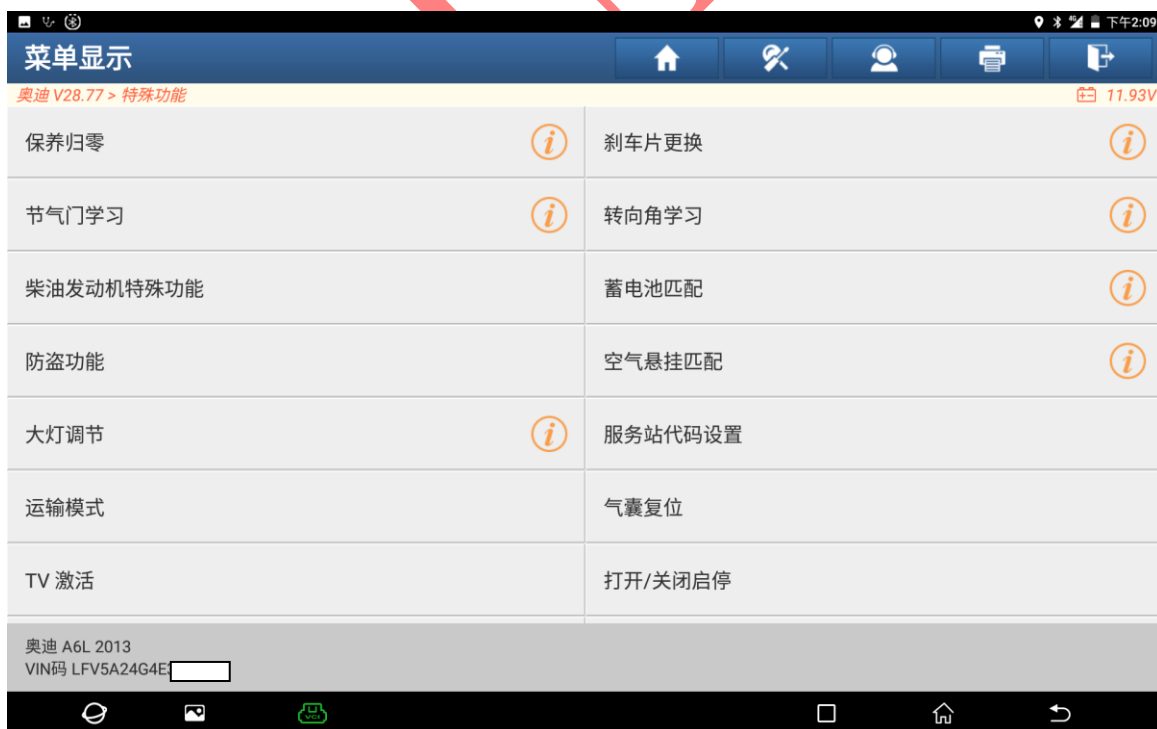 下午2:09
菜单显示
奥迪 V28.77 > 特殊功能 11.93V
保养归零 刹车片更换
节气门学习 转向角学习
柴油发动机特殊功能 蓄电池匹配
防盗功能 空气悬挂匹配
大灯调节 服务站代码设置
运输模式 气囊复位
TV 激活 打开/关闭启停
奥迪 A6L 2013
VIN码 LFV5A24G4E
VCI